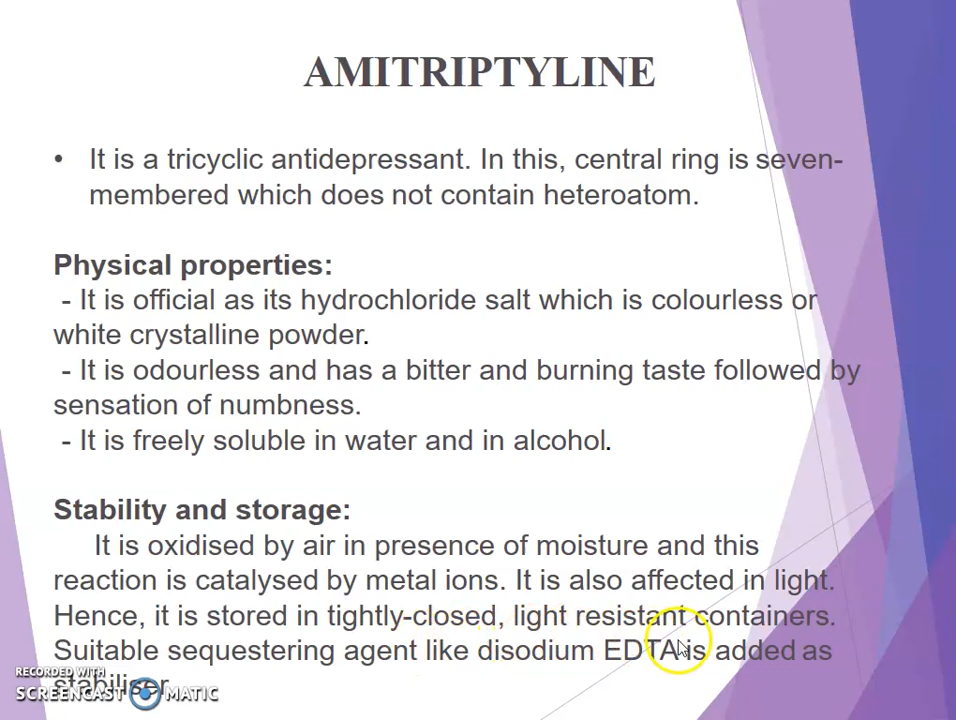 AMITRIPTYLINE
• It is a tricyclic antidepressant. In this, central ring is seven-
membered which does not contain heteroatom.
Physical properties:
- It is official as its hydrochloride salt which is colourless or
white crystalline powder.
- It is odourless and has a bitter and burning taste followed by
sensation of numbness.
- It is freely soluble in water and in alcohol.
Stability and storage:
It is oxidised by air in presence of moisture and this
reaction is catalysed by metal ions. It is also affected in light.
Hence, it is stored in tightly-closed, light resistant containers.
Suitable sequestering agent like disodium EDTA is added as
stabiliser
RECORDED WITH
SCREENCAST MATIC